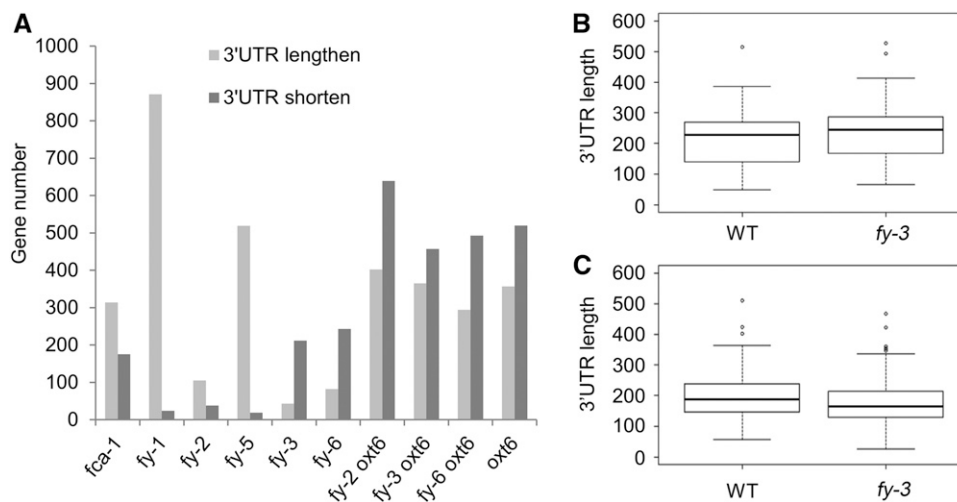 A
1000
900
800
700
600
500
400
300
200
100
0
Gene number
3'UTR lengthen
3'UTR shorten
fca-1
fy-1
fy-2
fy-5
fy-3
fy-6
fy-2 oxt6
fy-3 oxt6
fy-6 oxt6
oxt6
B
600
500
400
300
200
100
0
3'UTR length
WT
fy-3
C
600
500
400
300
200
100
0
3'UTR length
WT
fy-3